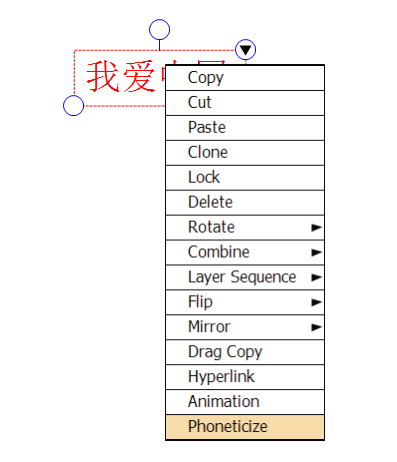 我爱
Copy
Cut
Paste
Clone
Lock
Delete
Rotate
Combine
Layer Sequence
Flip
Mirror
Drag Copy
Hyperlink
Animation
Phoneticize